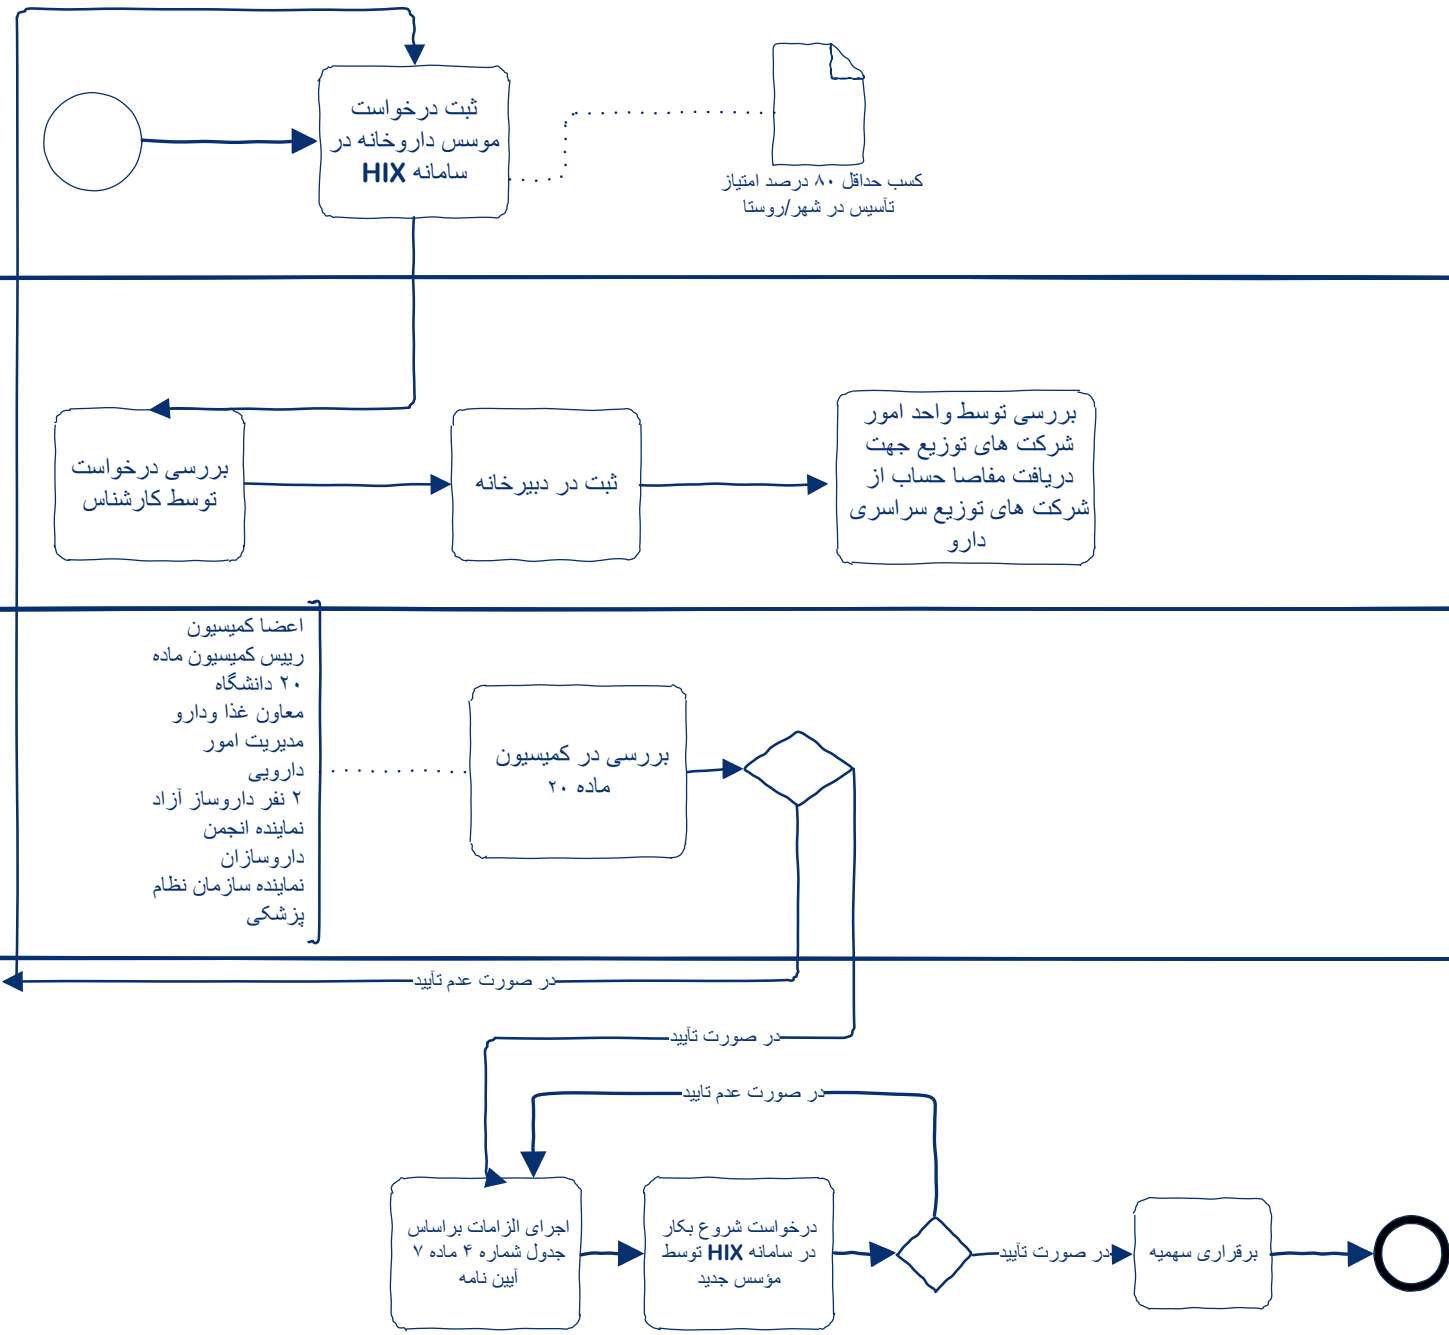 ثبت درخواست
موسس داروخانه در
سامانه HIX
کسب حداقل ۸۰ درصد امتیاز
تأسیس در شهر/روستا
بررسی درخواست
توسط کارشناس
ثبت در دبیرخانه
بررسی توسط واحد امور
شرکت های توزیع جهت
دریافت مفاصا حساب از
شرکت های توزیع سراسری
دارو
اعضا کمیسیون
رییس کمیسیون ماده
۲۰ دانشگاه
معاون غذا ودارو
مدیریت امور
دارویی
۲ نفر داروساز آزاد
نماینده انجمن
داروسازان
نماینده سازمان نظام
پزشکی
بررسی در کمیسیون
ماده ۲۰
در صورت عدم تأیید
در صورت تأیید
در صورت عدم تایید
اجرای الزامات براساس
جدول شماره ۴ ماده ۷
آیین نامه
درخواست شروع بکار
در سامانه HIX توسط
مؤسس جدید
در صورت تأیید
برقراری سهمیه